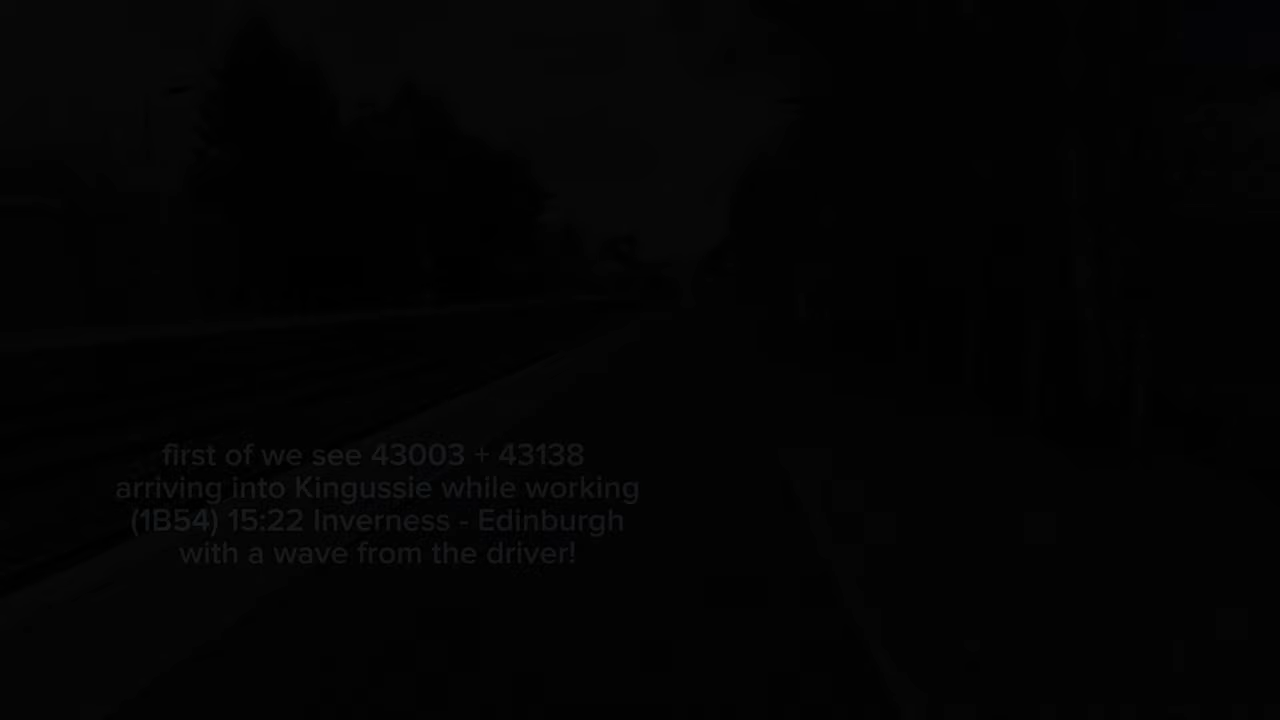 first of we see 43003 + 43138
arriving into Kingussie while working
(1B54) 15:22 Inverness - Edinburgh
with a wave from the driver!